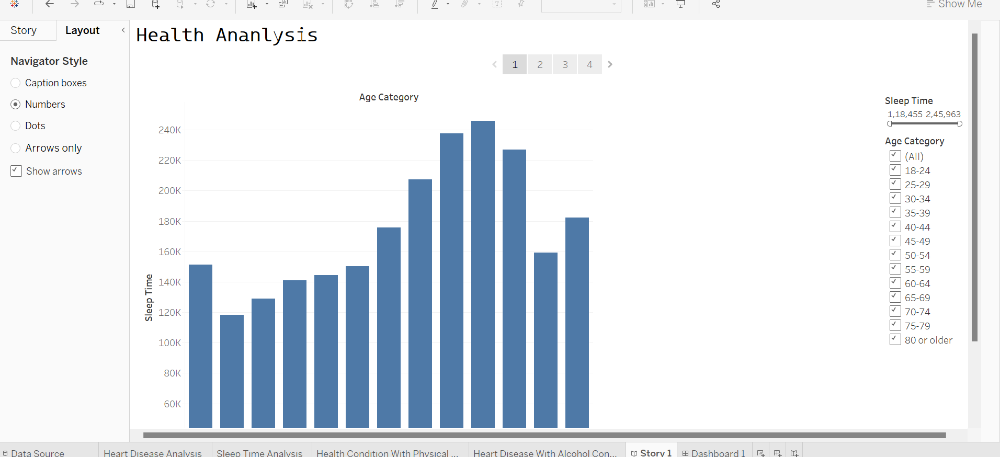 Show Me
Story
Layout
Health Ananlysis
Navigator Style
Caption boxes
Numbers
Dots
Arrows only
Show arrows
1 2 3 4
Age Category
240K
220K
200K
180K
160K
140K
120K
100K
80K
60K
Sleep Time
Sleep Time
1,18,455 2,45,963
Age Category
(All)
18-24
25-29
30-34
35-39
40-44
45-49
50-54
55-59
60-64
65-69
70-74
75-79
80 or older
Data Source Heart Disease Analysis Sleep Time Analysis Health Condition With Physical ... Heart Disease With Alcohol Con... Story 1 Dashboard 1